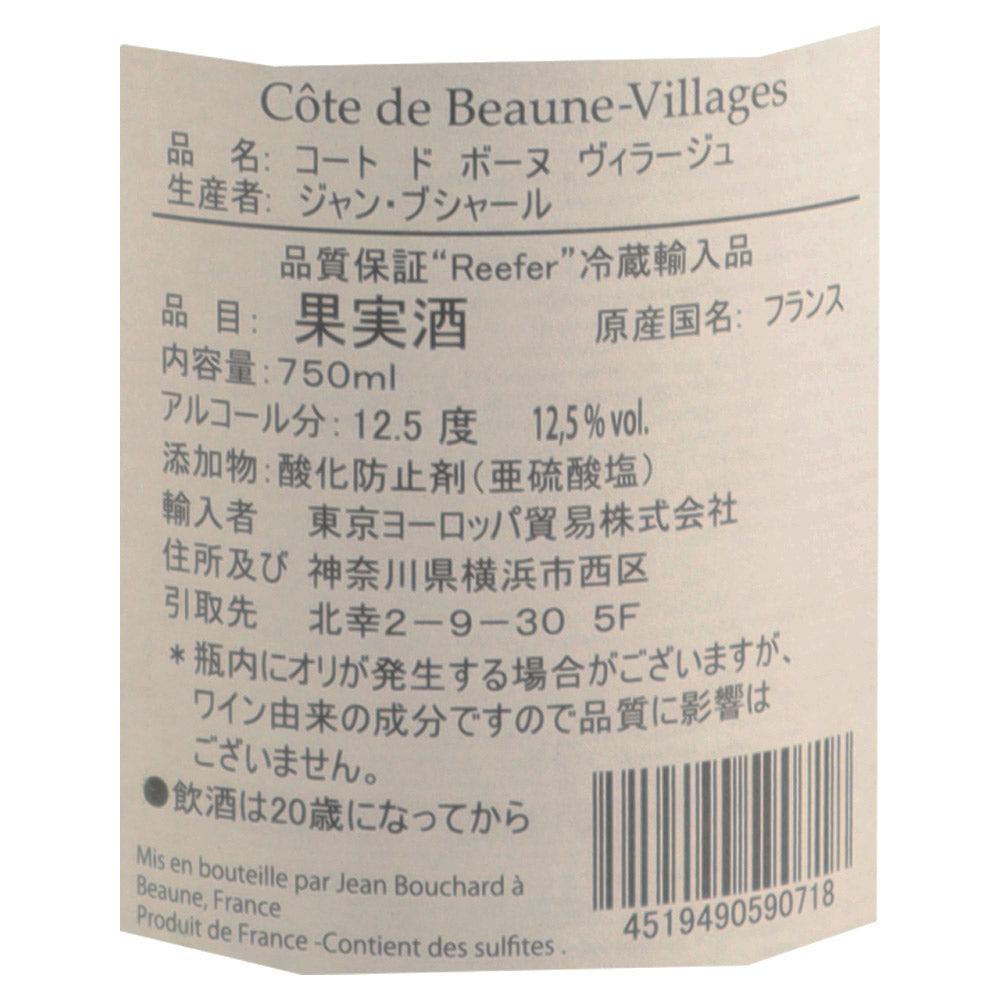 Côte de Beaune-Villages
品　名: コート　ド　ボーヌ　ヴィラージュ
生産者: ジャン・ブシャール
品質保証“Reefer”冷蔵輸入品
品　目: 果実酒　原産国名: フランス
内容量:750ml
アルコール分:12.5 度　12,5 % vol.
添加物:酸化防止剤(亜硫酸塩)
輸入者　東京ヨーロッパ貿易株式会社
住所及び　神奈川県横浜市西区
引取先　北幸2－9－30 5F
*瓶内にオリが発生する場合がございますが、
ワイン由来の成分ですので品質に影響は
ございません。
●飲酒は20歳になってから
Mis en bouteille par Jean Bouchard à
Beaune, France
Produit de France -Contient des sulfites .
4519490590718